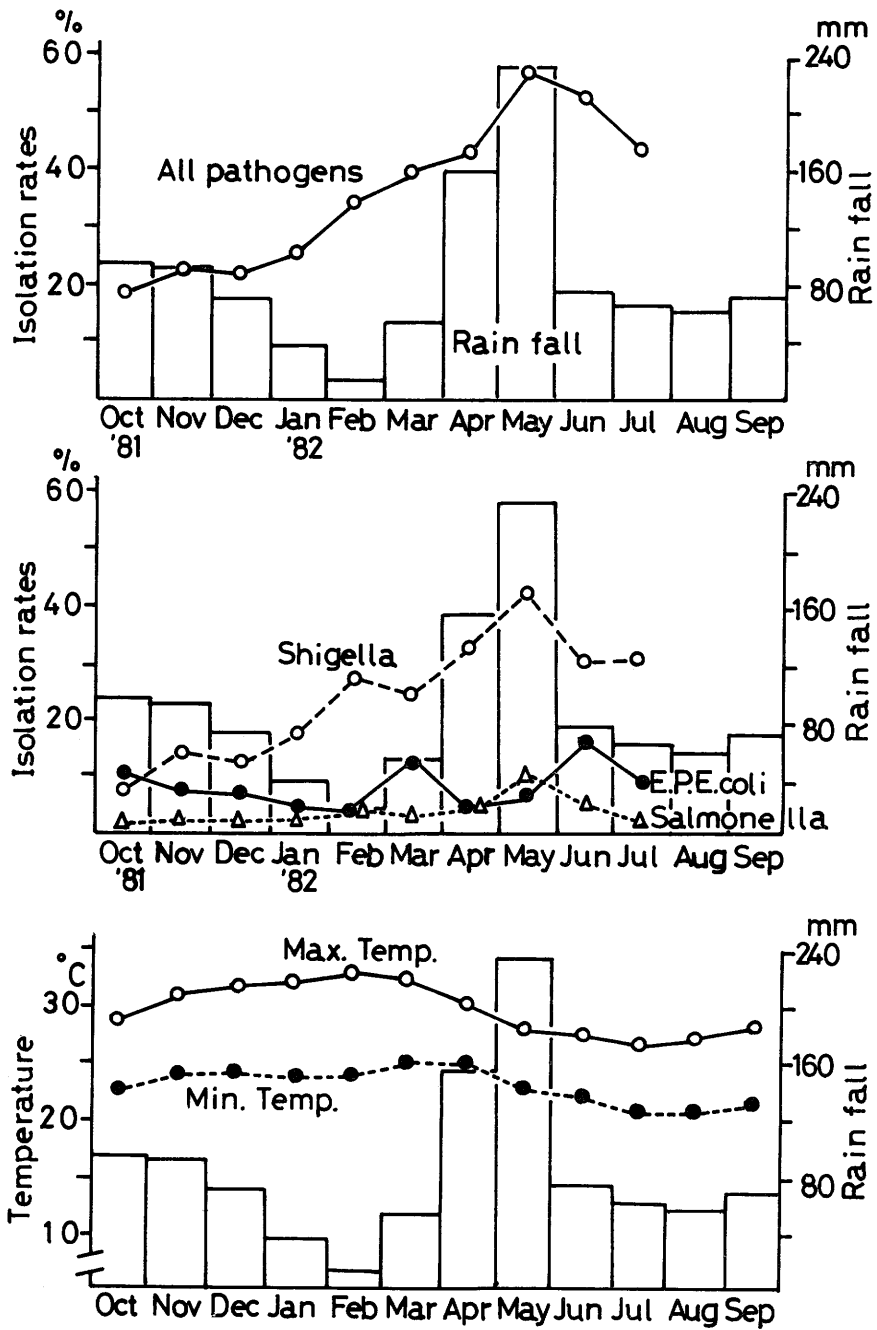 % mm
60 240
All pathogens
40 160
Isolation rates
Rain fall
20 80
Rain fall
Oct Nov Dec Jan Feb Mar Apr May Jun Jul Aug Sep
'81 '82
% mm
60 240
40 160
Isolation rates
Rain fall
Shigella
20 80
E.P.E.coli
Salmonella
Oct Nov Dec Jan Feb Mar Apr May Jun Jul Aug Sep
'81 '82
mm
240
Max. Temp.
°C
30
160
Temperature
Rain fall
Min. Temp.
20
80
10
Oct Nov Dec Jan Feb Mar Apr May Jun Jul Aug Sep